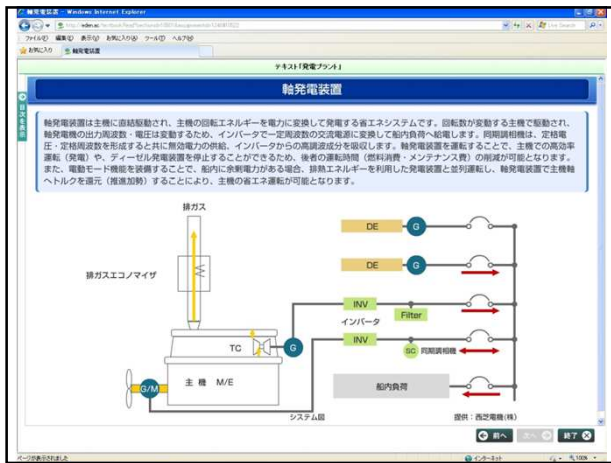 軸発電装置 - Windows Internet Explorer
Live Search
ファイル(F) 編集(E) 表示(V) お気に入り(A) ツール(T) ヘルプ(H)
お気に入り 軸発電装置
テキスト「発電プラント」
目次を表示
軸発電装置
軸発電装置は主機に直結駆動され、主機の回転エネルギーを電力に変換して発電する省エネシステムです。回転数が変動する主機で駆動され、
軸発電機の出力周波数・電圧は変動するため、インバータで一定周波数の交流電源に変換して船内負荷へ給電します。同期調相機は、定格電
圧・定格周波数を形成すると共に無効電力の供給、インバータからの高調波成分を吸収します。軸発電装置を運転することで、主機での高効率
運転（発電）や、ディーゼル発電装置を停止することができるため、後者の運転時間（燃料消費・メンテナンス費）の削減が可能となります。
また、電動モード機能を装備することで、船内に余剰電力がある場合、排熱エネルギーを利用した発電装置と並列運転し、軸発電装置で主機軸
へトルクを還元（推進加勢）することにより、主機の省エネ運転が可能となります。
排ガス
排ガスエコノマイザ
DE G
DE G
INV
インバータ
Filter
TC G
INV
SC 同期調相機
主 機 M/E
G/M
船内負荷
システム図
提供：西芝電機(株)
前へ 次へ 終了
ページが表示されました
インターネット
100%